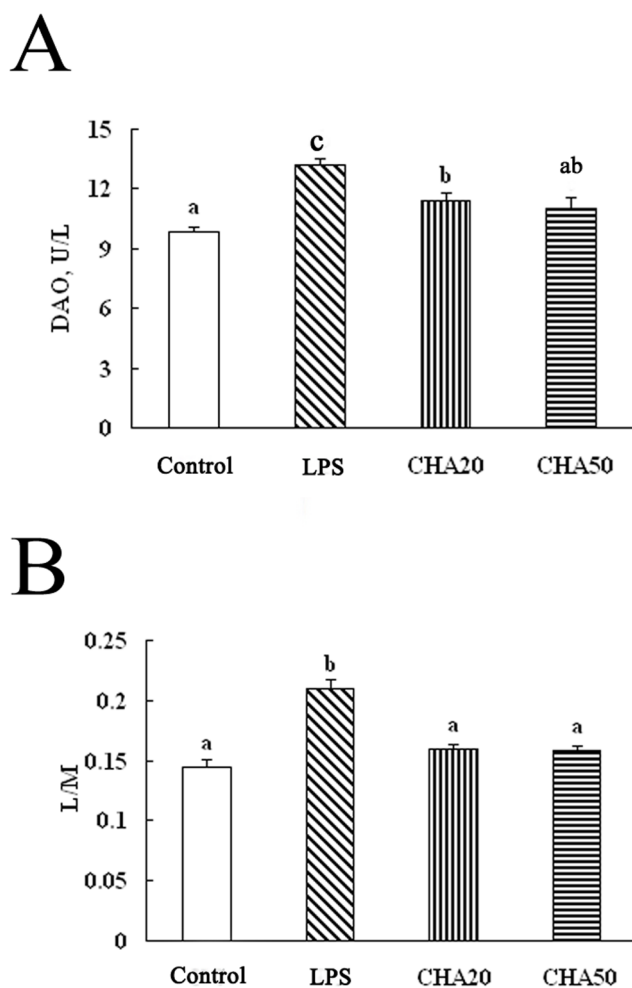 A
DAO, U/L
15
12
9
6
3
0
a
c
b
ab
Control LPS CHA20 CHA50
B
L/M
0.25
0.2
0.15
0.1
0.05
0
a
b
a
a
Control LPS CHA20 CHA50